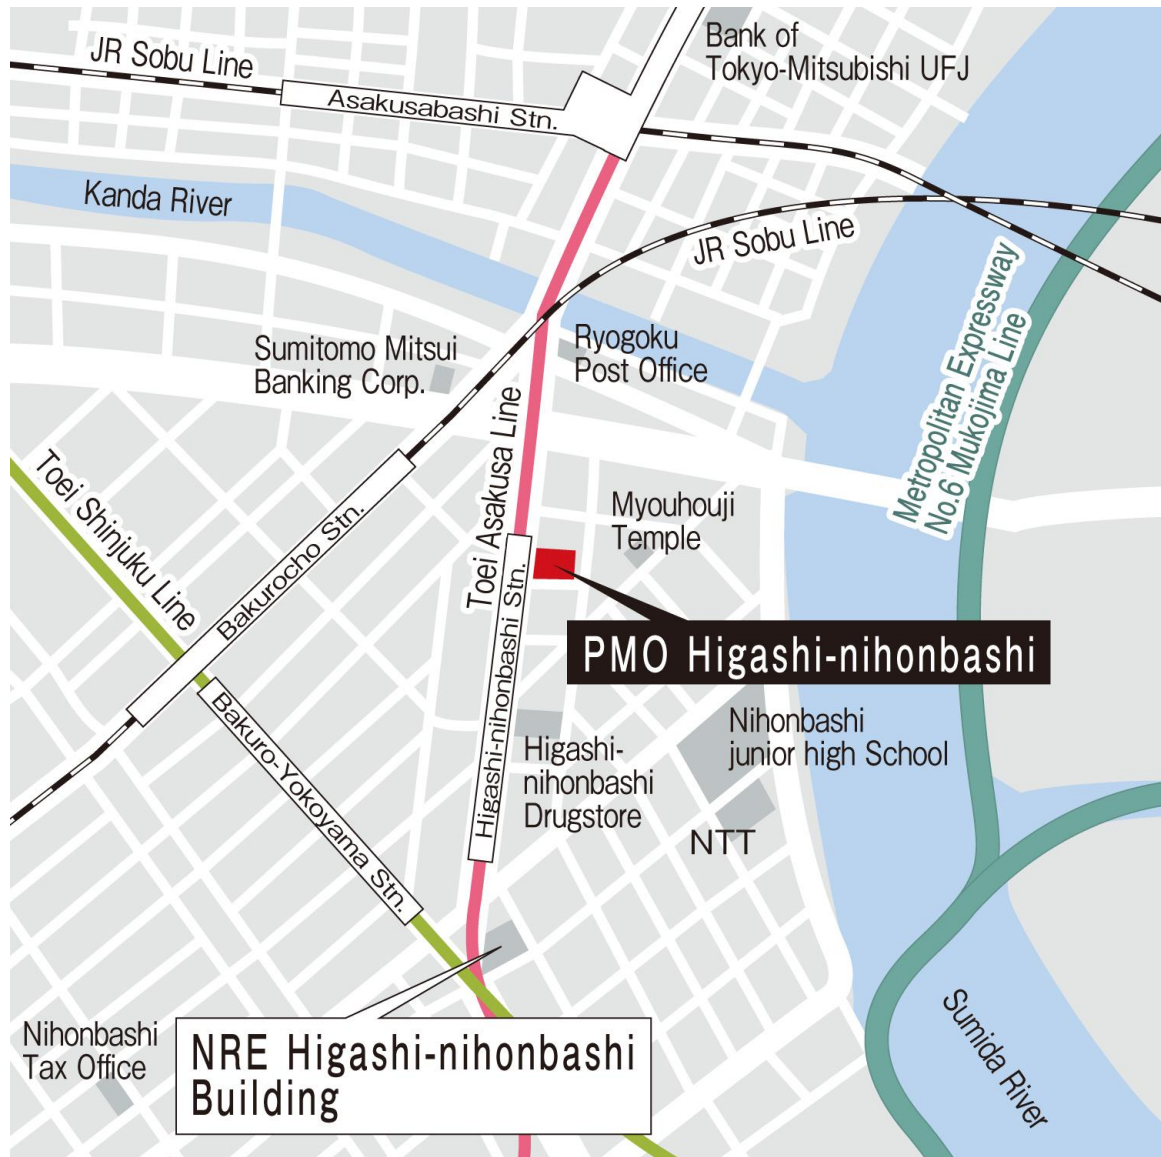 Bank of
Tokyo-Mitsubishi UFJ
JR Sobu Line
Asakusabashi Stn.
Kanda River
JR Sobu Line
Metropolitan Expressway
No.6 Mukojima Line
Sumitomo Mitsui
Banking Corp.
Ryogoku
Post Office
Toei Asakusa Line
Toei Shinjuku Line
Bakurocho Stn.
Myouhouji
Temple
Higashi-nihonbashi Stn.
PMO Higashi-nihonbashi
Bakuro-Yokoyama Stn.
Nihonbashi
junior high School
Higashi-
nihonbashi
Drugstore
NTT
Sumida River
Nihonbashi
Tax Office
NRE Higashi-nihonbashi
Building